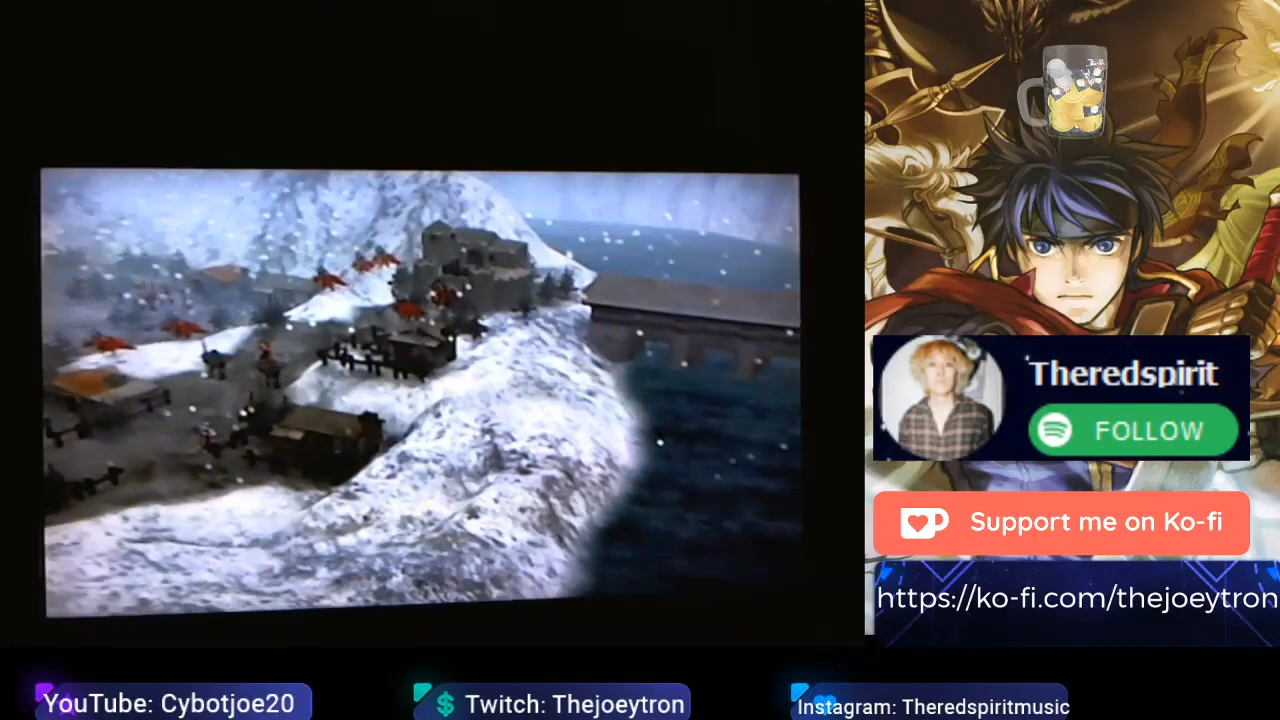 Theredspirit
FOLLOW
Support me on Ko-fi
https://ko-fi.com/thejoeytron
YouTube: Cybotjoe20
Twitch: Thejoeytron
Instagram: Theredspiritmusic